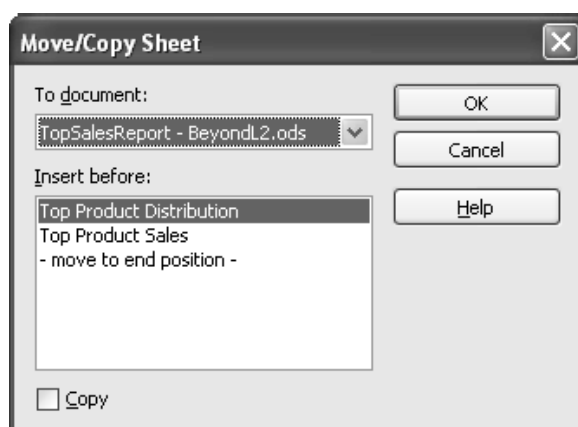 Move/Copy Sheet
To document:
TopSalesReport - BeyondL2.ods
Insert before:
Top Product Distribution
Top Product Sales
- move to end position -
Copy
OK
Cancel
Help